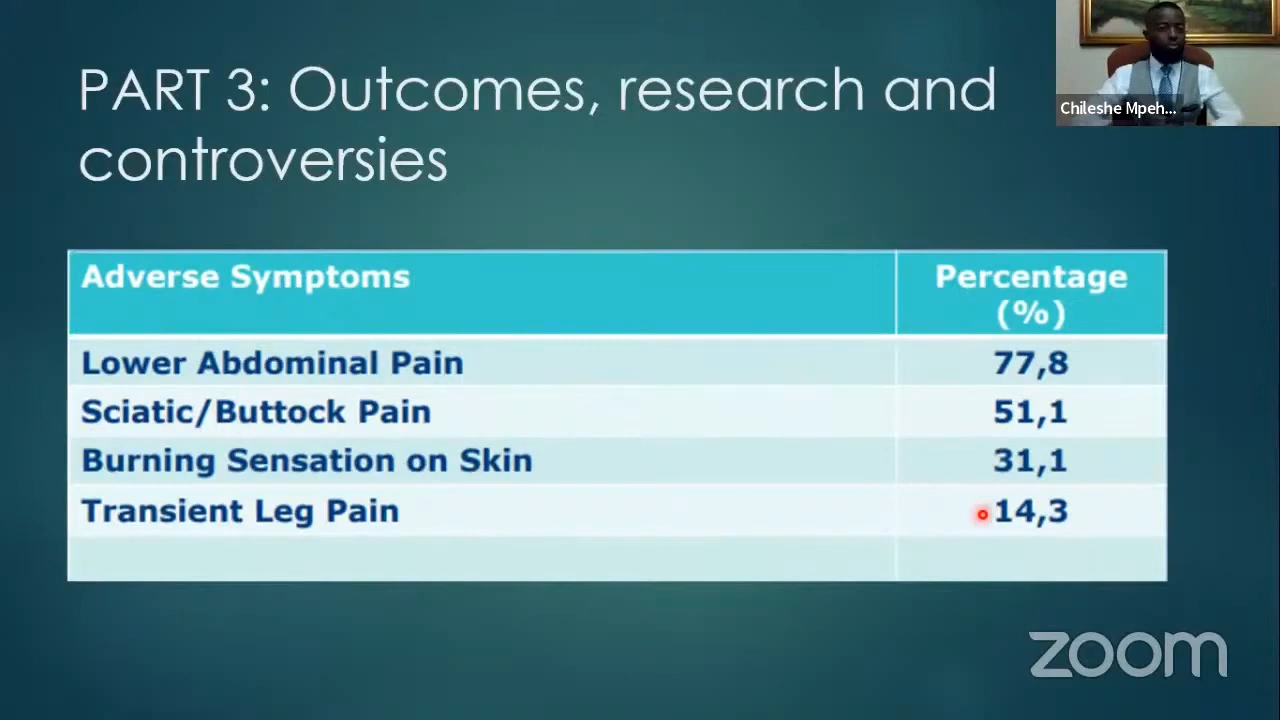 PART 3: Outcomes, research and
controversies
Chileshe Mpeh...
Adverse Symptoms
Percentage
(%)
Lower Abdominal Pain
77,8
Sciatic/Buttock Pain
51,1
Burning Sensation on Skin
31,1
Transient Leg Pain
14,3
zoom